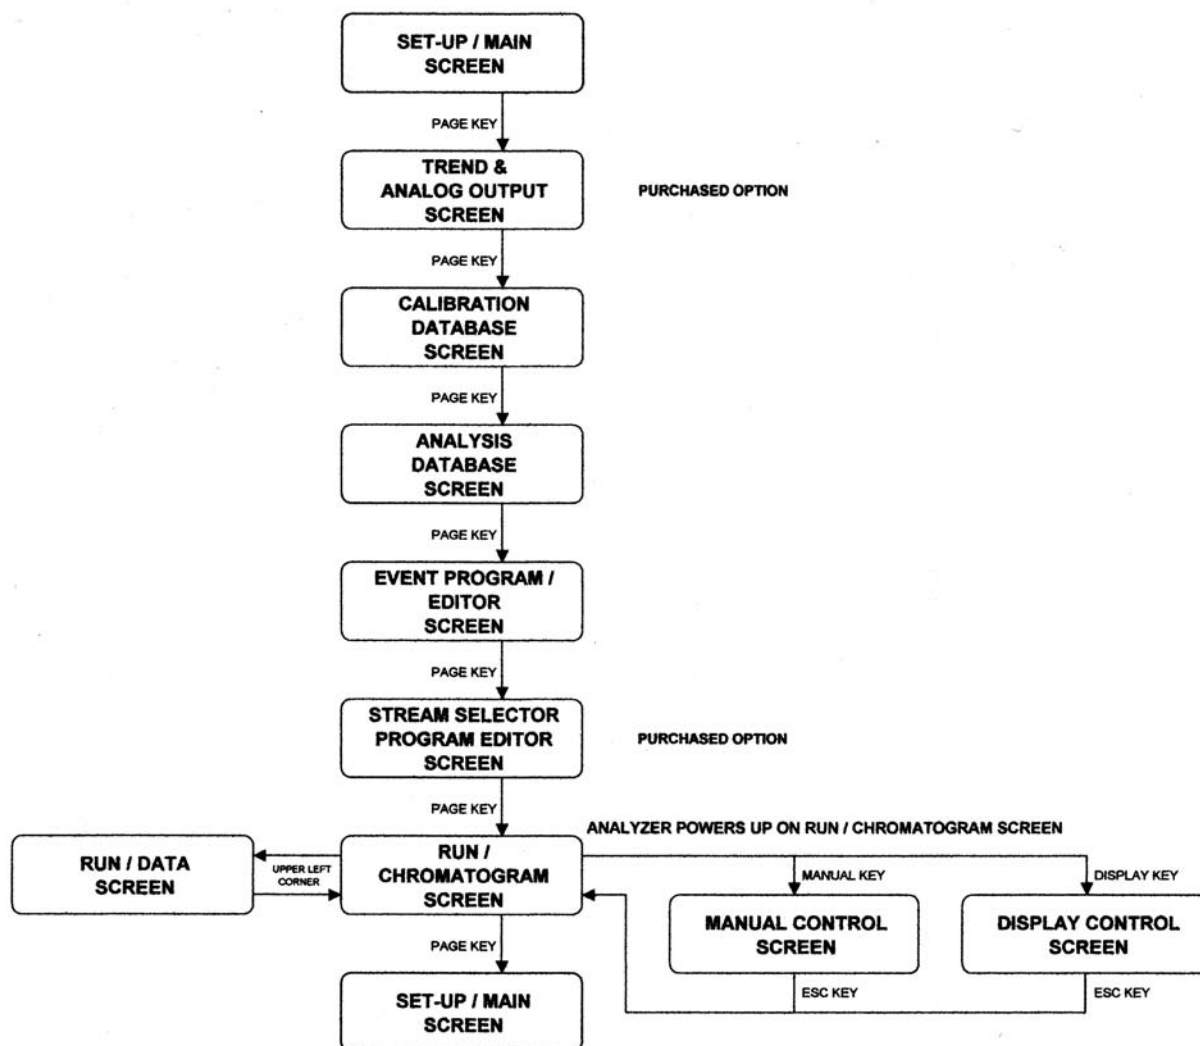 SET-UP / MAIN
SCREEN
PAGE KEY
TREND &
ANALOG OUTPUT
SCREEN
PURCHASED OPTION
PAGE KEY
CALIBRATION
DATABASE
SCREEN
PAGE KEY
ANALYSIS
DATABASE
SCREEN
PAGE KEY
EVENT PROGRAM /
EDITOR
SCREEN
PAGE KEY
STREAM SELECTOR
PROGRAM EDITOR
SCREEN
PURCHASED OPTION
PAGE KEY
ANALYZER POWERS UP ON RUN / CHROMATOGRAM SCREEN
RUN / DATA
SCREEN
UPPER LEFT
CORNER
RUN /
CHROMATOGRAM
SCREEN
MANUAL KEY
DISPLAY KEY
MANUAL CONTROL
SCREEN
DISPLAY CONTROL
SCREEN
PAGE KEY
ESC KEY
ESC KEY
SET-UP / MAIN
SCREEN